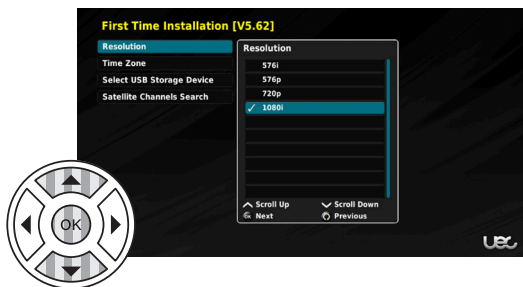 First Time Installation [V5.62]
Resolution
Time Zone
Select USB Storage Device
Satellite Channels Search
Resolution
576i
576p
720p
1080i
Scroll Up Scroll Down
Next Previous
OK
uec